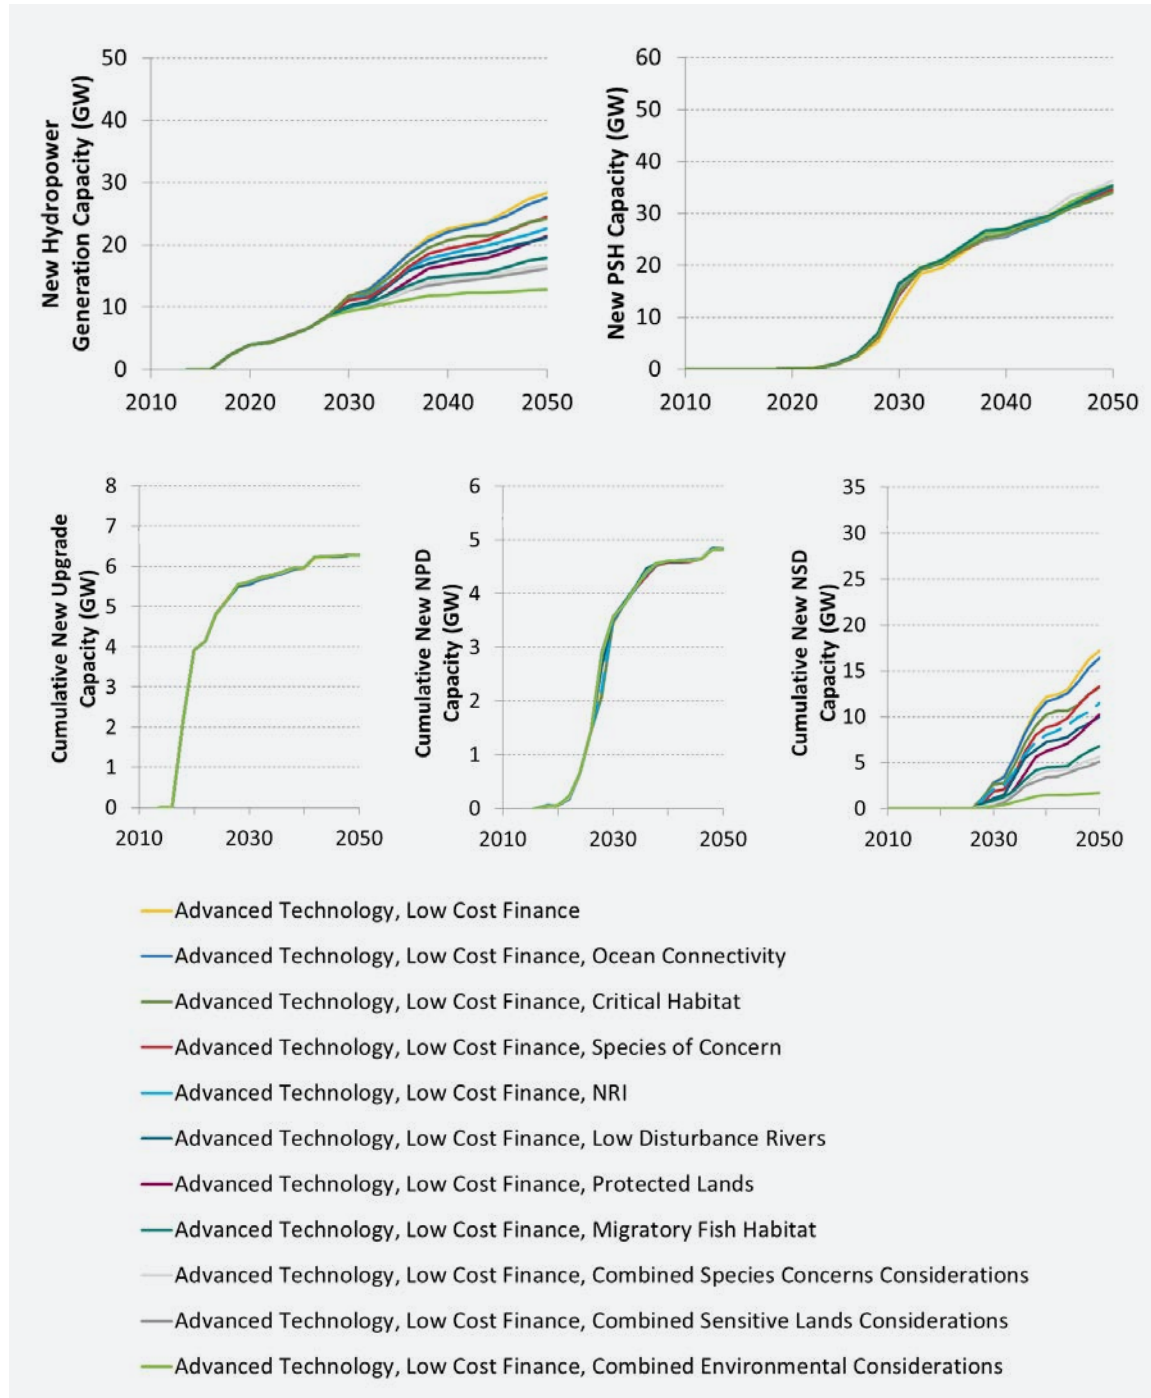 New Hydropower
Generation Capacity (GW)
50
40
30
20
10
0
2010 2020 2030 2040 2050
New PSH Capacity (GW)
60
50
40
30
20
10
0
2010 2020 2030 2040 2050
Cumulative New Upgrade
Capacity (GW)
8
7
6
5
4
3
2
1
0
2010 2030 2050
Cumulative New NPD
Capacity (GW)
6
5
4
3
2
1
0
2010 2030 2050
Cumulative New NSD
Capacity (GW)
35
30
25
20
15
10
5
0
2010 2030 2050
Advanced Technology, Low Cost Finance
Advanced Technology, Low Cost Finance, Ocean Connectivity
Advanced Technology, Low Cost Finance, Critical Habitat
Advanced Technology, Low Cost Finance, Species of Concern
Advanced Technology, Low Cost Finance, NRI
Advanced Technology, Low Cost Finance, Low Disturbance Rivers
Advanced Technology, Low Cost Finance, Protected Lands
Advanced Technology, Low Cost Finance, Migratory Fish Habitat
Advanced Technology, Low Cost Finance, Combined Species Concerns Considerations
Advanced Technology, Low Cost Finance, Combined Sensitive Lands Considerations
Advanced Technology, Low Cost Finance, Combined Environmental Considerations